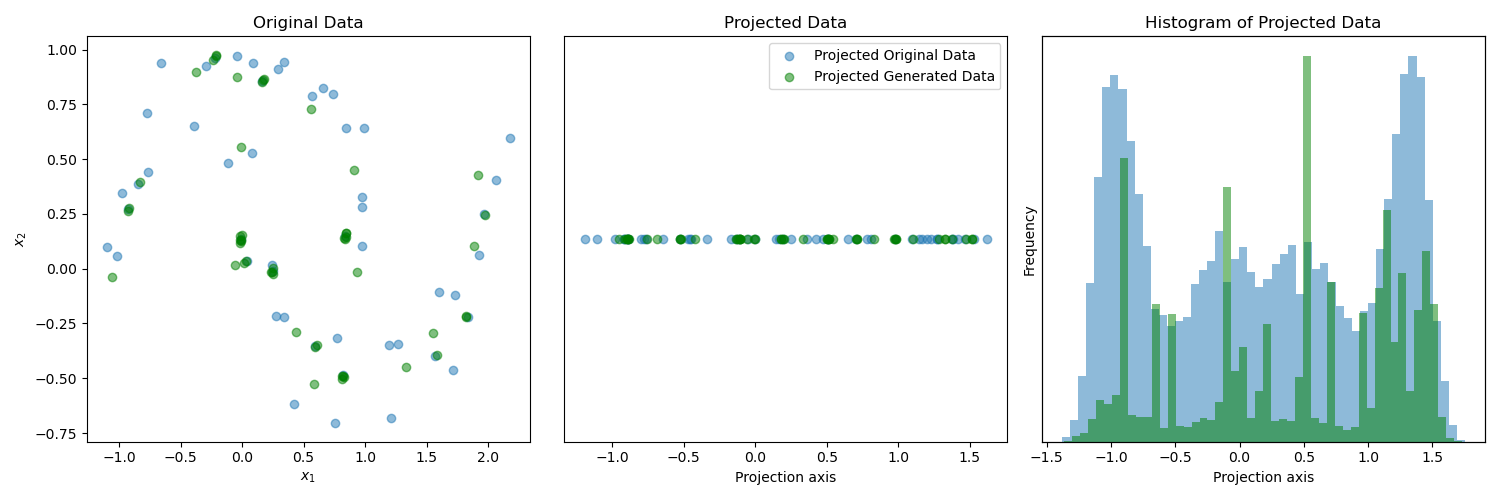 Original Data
1.00
0.75
0.50
0.25
0.00
−0.25
−0.50
−0.75
x₂
−1.0 −0.5 0.0 0.5 1.0 1.5 2.0
x₁
Projected Data
Projected Original Data
Projected Generated Data
−1.0 −0.5 0.0 0.5 1.0 1.5
Projection axis
Histogram of Projected Data
Frequency
−1.5 −1.0 −0.5 0.0 0.5 1.0 1.5
Projection axis